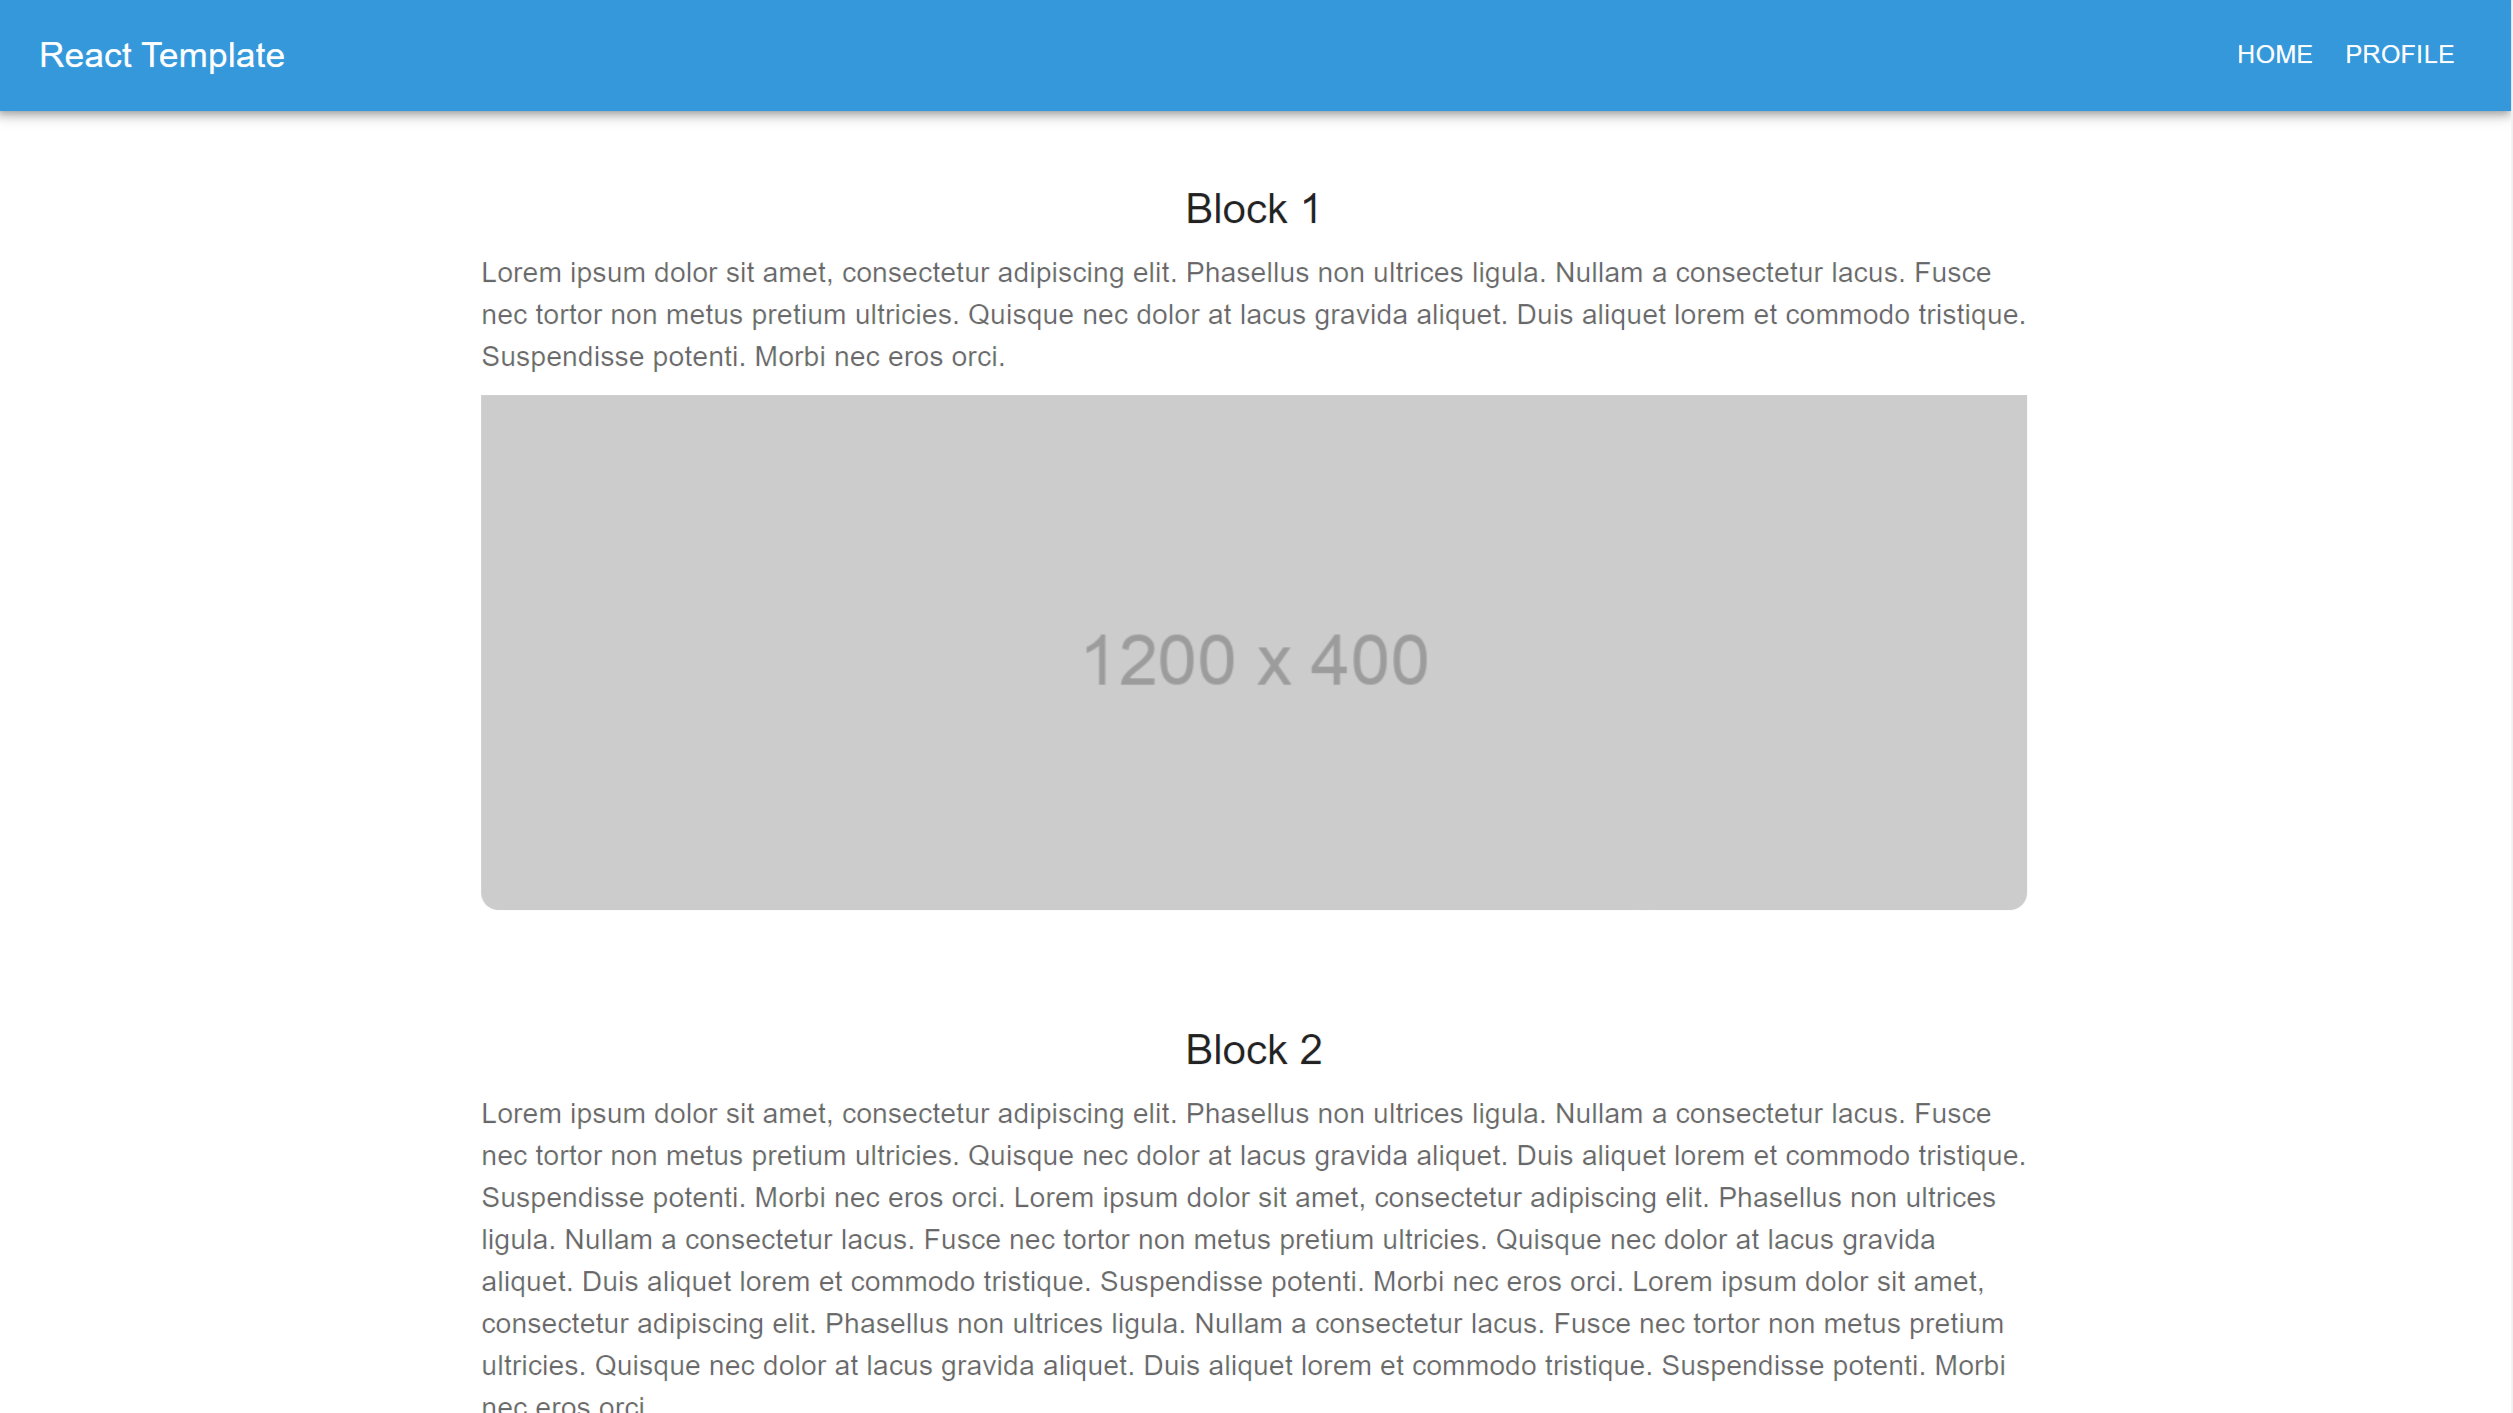 React Template
HOME PROFILE
Block 1
Lorem ipsum dolor sit amet, consectetur adipiscing elit. Phasellus non ultrices ligula. Nullam a consectetur lacus. Fusce
nec tortor non metus pretium ultricies. Quisque nec dolor at lacus gravida aliquet. Duis aliquet lorem et commodo tristique.
Suspendisse potenti. Morbi nec eros orci.
1200 x 400
Block 2
Lorem ipsum dolor sit amet, consectetur adipiscing elit. Phasellus non ultrices ligula. Nullam a consectetur lacus. Fusce
nec tortor non metus pretium ultricies. Quisque nec dolor at lacus gravida aliquet. Duis aliquet lorem et commodo tristique.
Suspendisse potenti. Morbi nec eros orci. Lorem ipsum dolor sit amet, consectetur adipiscing elit. Phasellus non ultrices
ligula. Nullam a consectetur lacus. Fusce nec tortor non metus pretium ultricies. Quisque nec dolor at lacus gravida
aliquet. Duis aliquet lorem et commodo tristique. Suspendisse potenti. Morbi nec eros orci. Lorem ipsum dolor sit amet,
consectetur adipiscing elit. Phasellus non ultrices ligula. Nullam a consectetur lacus. Fusce nec tortor non metus pretium
ultricies. Quisque nec dolor at lacus gravida aliquet. Duis aliquet lorem et commodo tristique. Suspendisse potenti. Morbi
nec eros orci